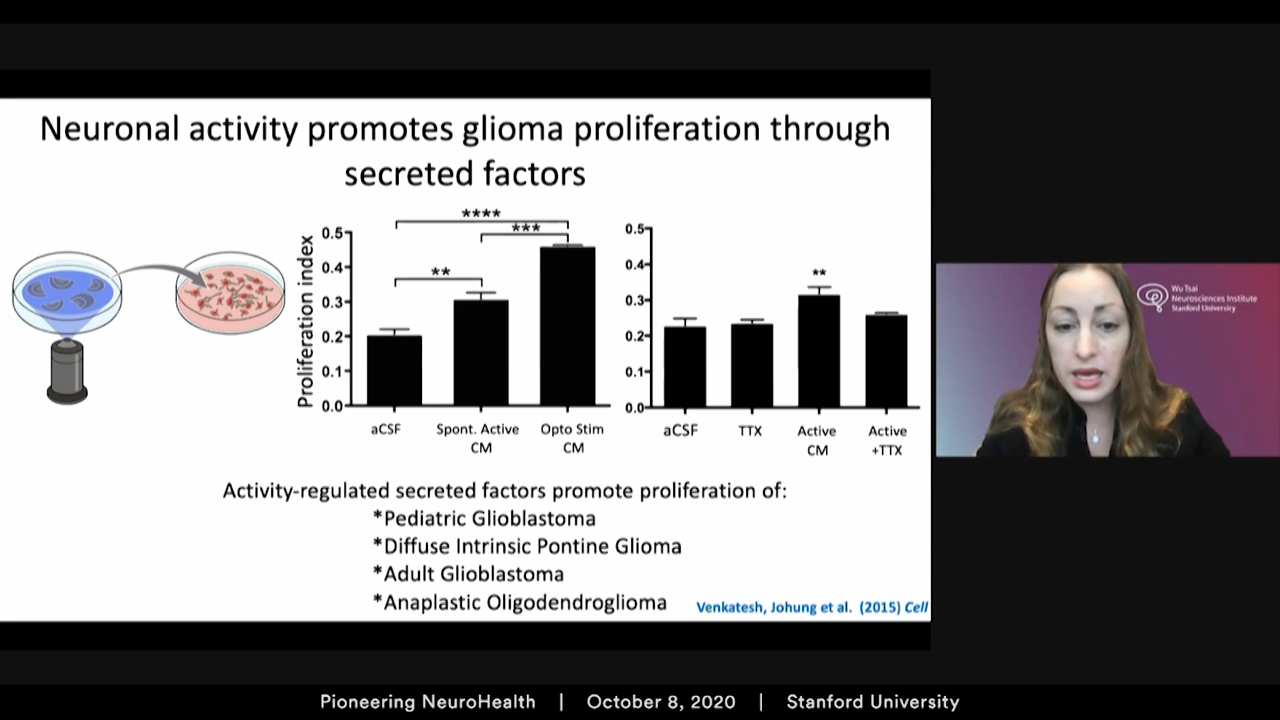 Neuronal activity promotes glioma proliferation through
secreted factors
Proliferation index
0.5
0.4
0.3
0.2
0.1
0.0
****
***
**
aCSF
Spont. Active
CM
Opto Stim
CM
0.5
0.4
0.3
0.2
0.1
0.0
**
aCSF
TTX
Active
CM
Active
+TTX
Activity-regulated secreted factors promote proliferation of:
*Pediatric Glioblastoma
*Diffuse Intrinsic Pontine Glioma
*Adult Glioblastoma
*Anaplastic Oligodendroglioma
Venkatesh, Johung et al. (2015) Cell
Wu Tsai
Neurosciences Institute
Stanford University
Pioneering NeuroHealth | October 8, 2020 | Stanford University